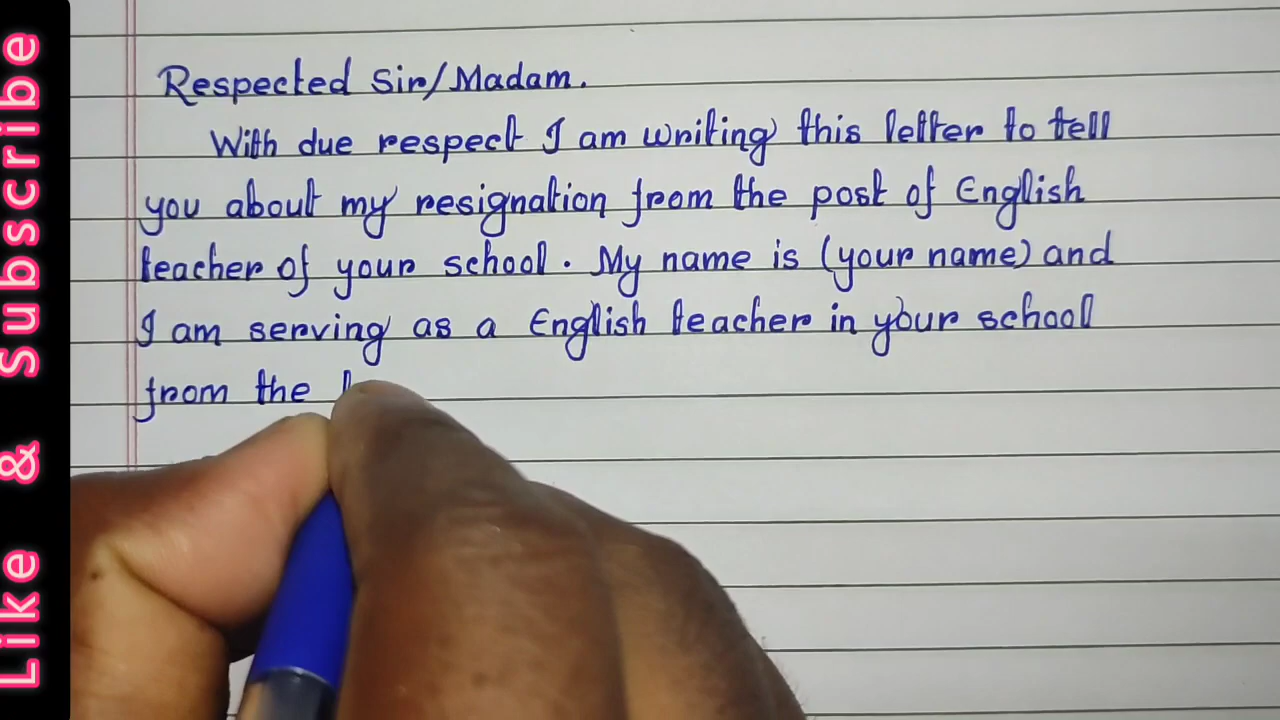 Respected Sir/Madam.
With due respect I am writing this letter to tell
you about my resignation from the post of English
teacher of your school. My name is (your name) and
I am serving as a English teacher in your school
from the
Like & Subscribe